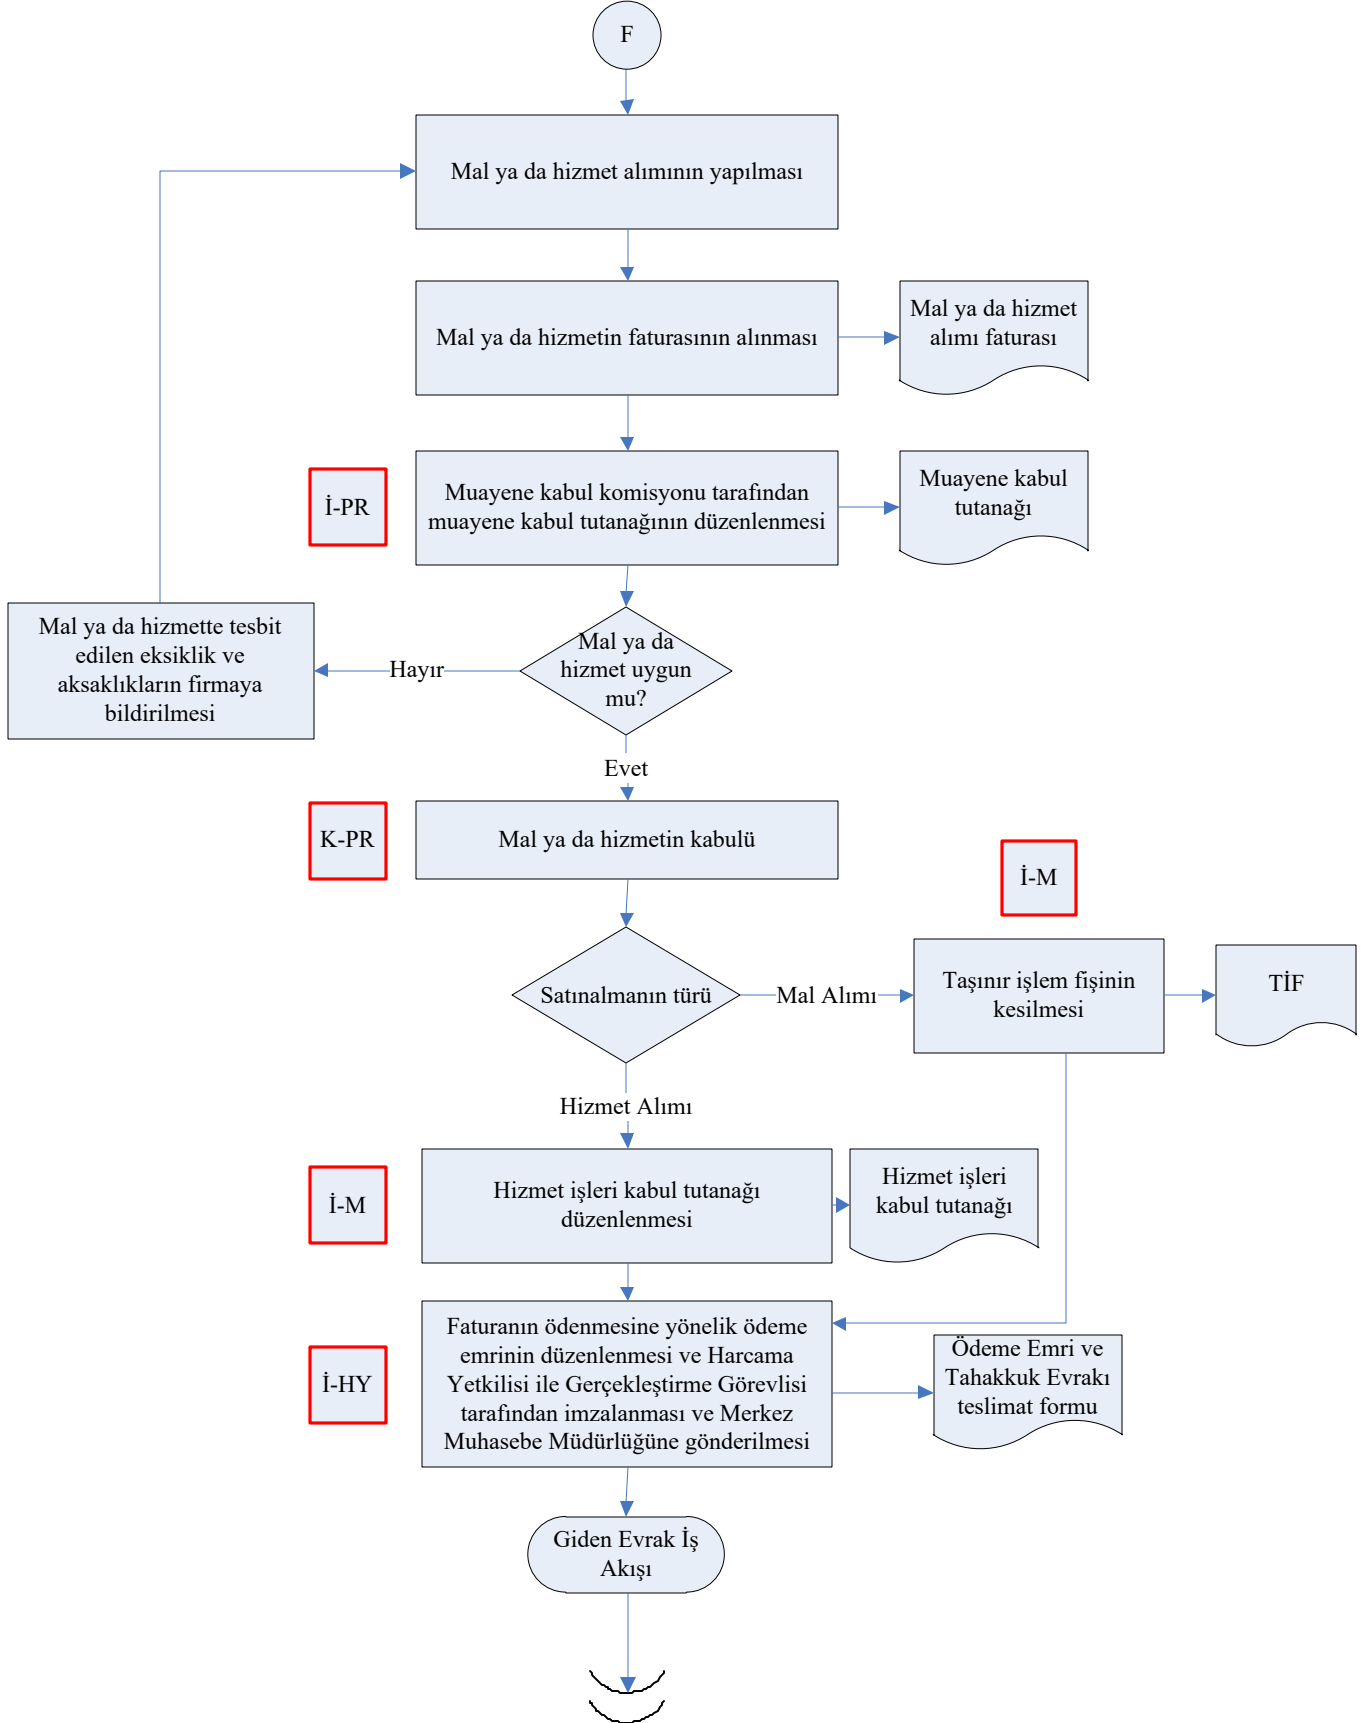 F
Mal ya da hizmet alımının yapılması
Mal ya da hizmetin faturasının alınması
Mal ya da hizmet
alımı faturası
İ-PR
Muayene kabul komisyonu tarafından
muayene kabul tutanağının düzenlenmesi
Muayene kabul
tutanağı
Mal ya da hizmette tesbit
edilen eksiklik ve
aksaklıkların firmaya
bildirilmesi
Hayır
Mal ya da
hizmet uygun
mu?
Evet
K-PR
Mal ya da hizmetin kabulü
İ-M
Satınalmanın türü
Mal Alımı
Taşınır işlem fişinin
kesilmesi
TİF
Hizmet Alımı
İ-M
Hizmet işleri kabul tutanağı
düzenlenmesi
Hizmet işleri
kabul tutanağı
İ-HY
Faturanın ödenmesine yönelik ödeme
emrinin düzenlenmesi ve Harcama
Yetkilisi ile Gerçekleştirme Görevlisi
tarafından imzalanması ve Merkez
Muhasebe Müdürlüğüne gönderilmesi
Ödeme Emri ve
Tahakkuk Evrakı
teslimat formu
Giden Evrak İş
Akışı